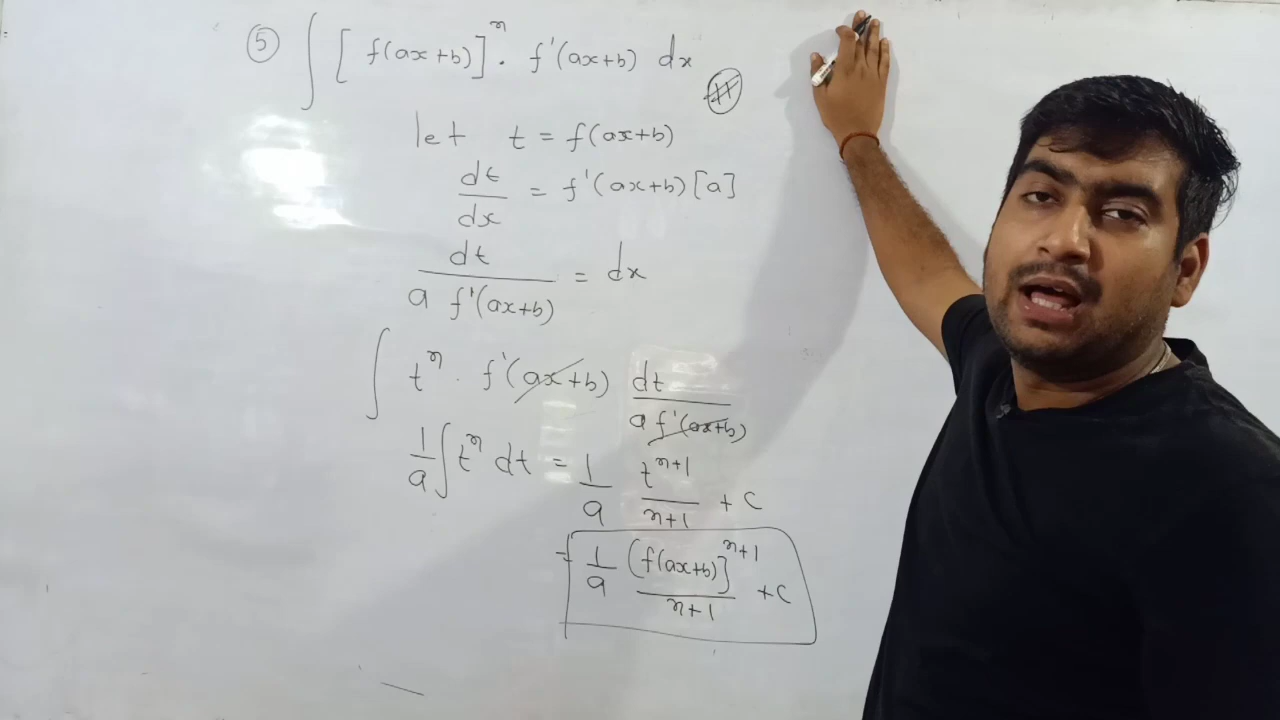 ⑤ ∫ [f(ax+b)]ⁿ . f'(ax+b) dx
let t = f(ax+b)
dt/dx = f'(ax+b)[a]
dt/(a f'(ax+b)) = dx
∫ tⁿ . f'(ax+b) dt/(a f'(ax+b))
1/a ∫ tⁿ dt = 1/a tⁿ⁺¹/(n+1) + c
= 1/a (f(ax+b)]ⁿ⁺¹/(n+1) + c